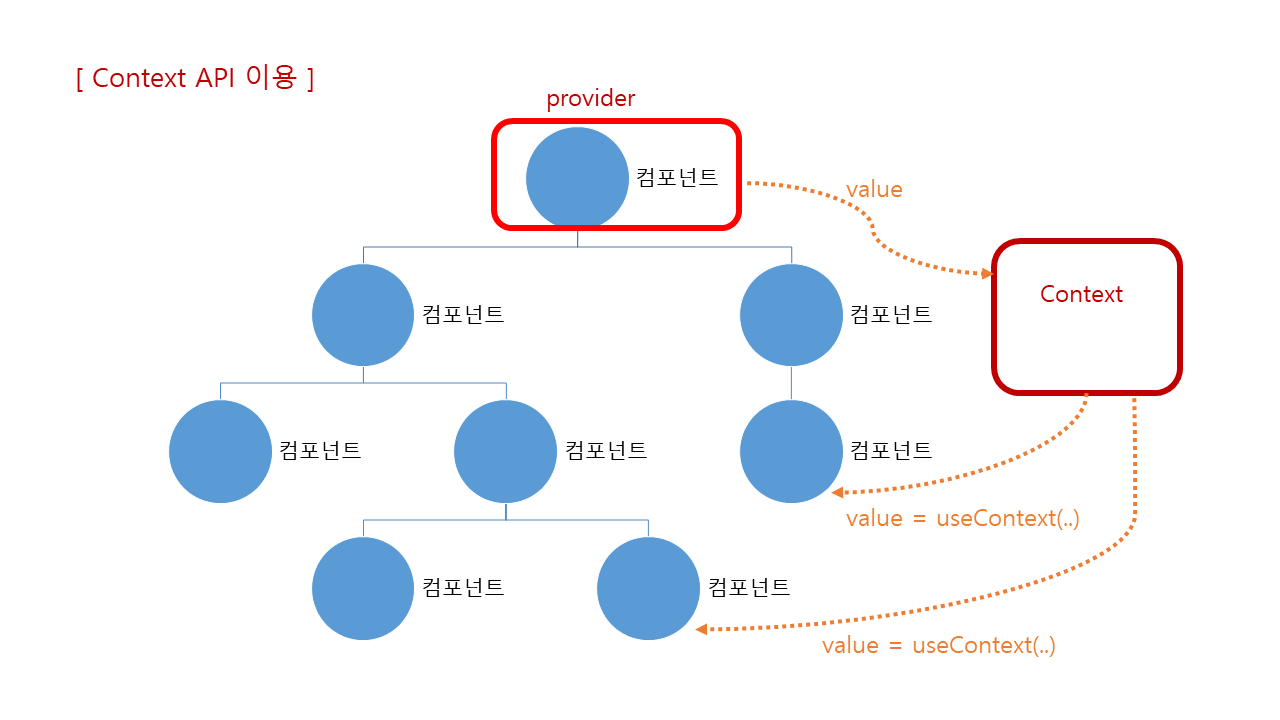 [ Context API 이용 ]
provider
컴포넌트
value
Context
컴포넌트
컴포넌트
컴포넌트
컴포넌트
컴포넌트
value = useContext(..)
컴포넌트
컴포넌트
value = useContext(..)